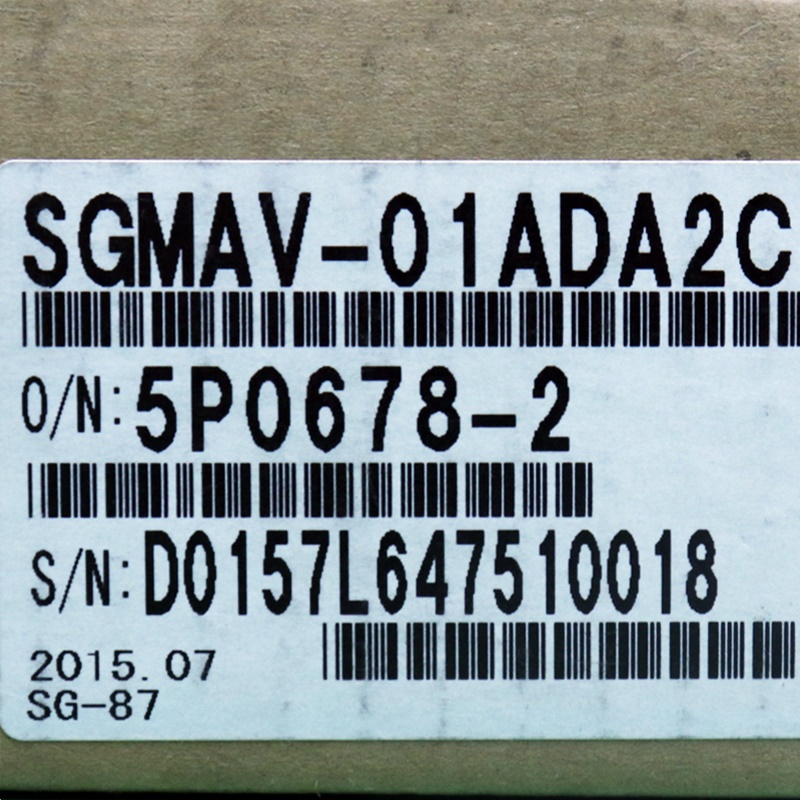 SGMAV-01ADA2C
O/N:5P0678-2
S/N:D0157L647510018
2015.07
SG-87